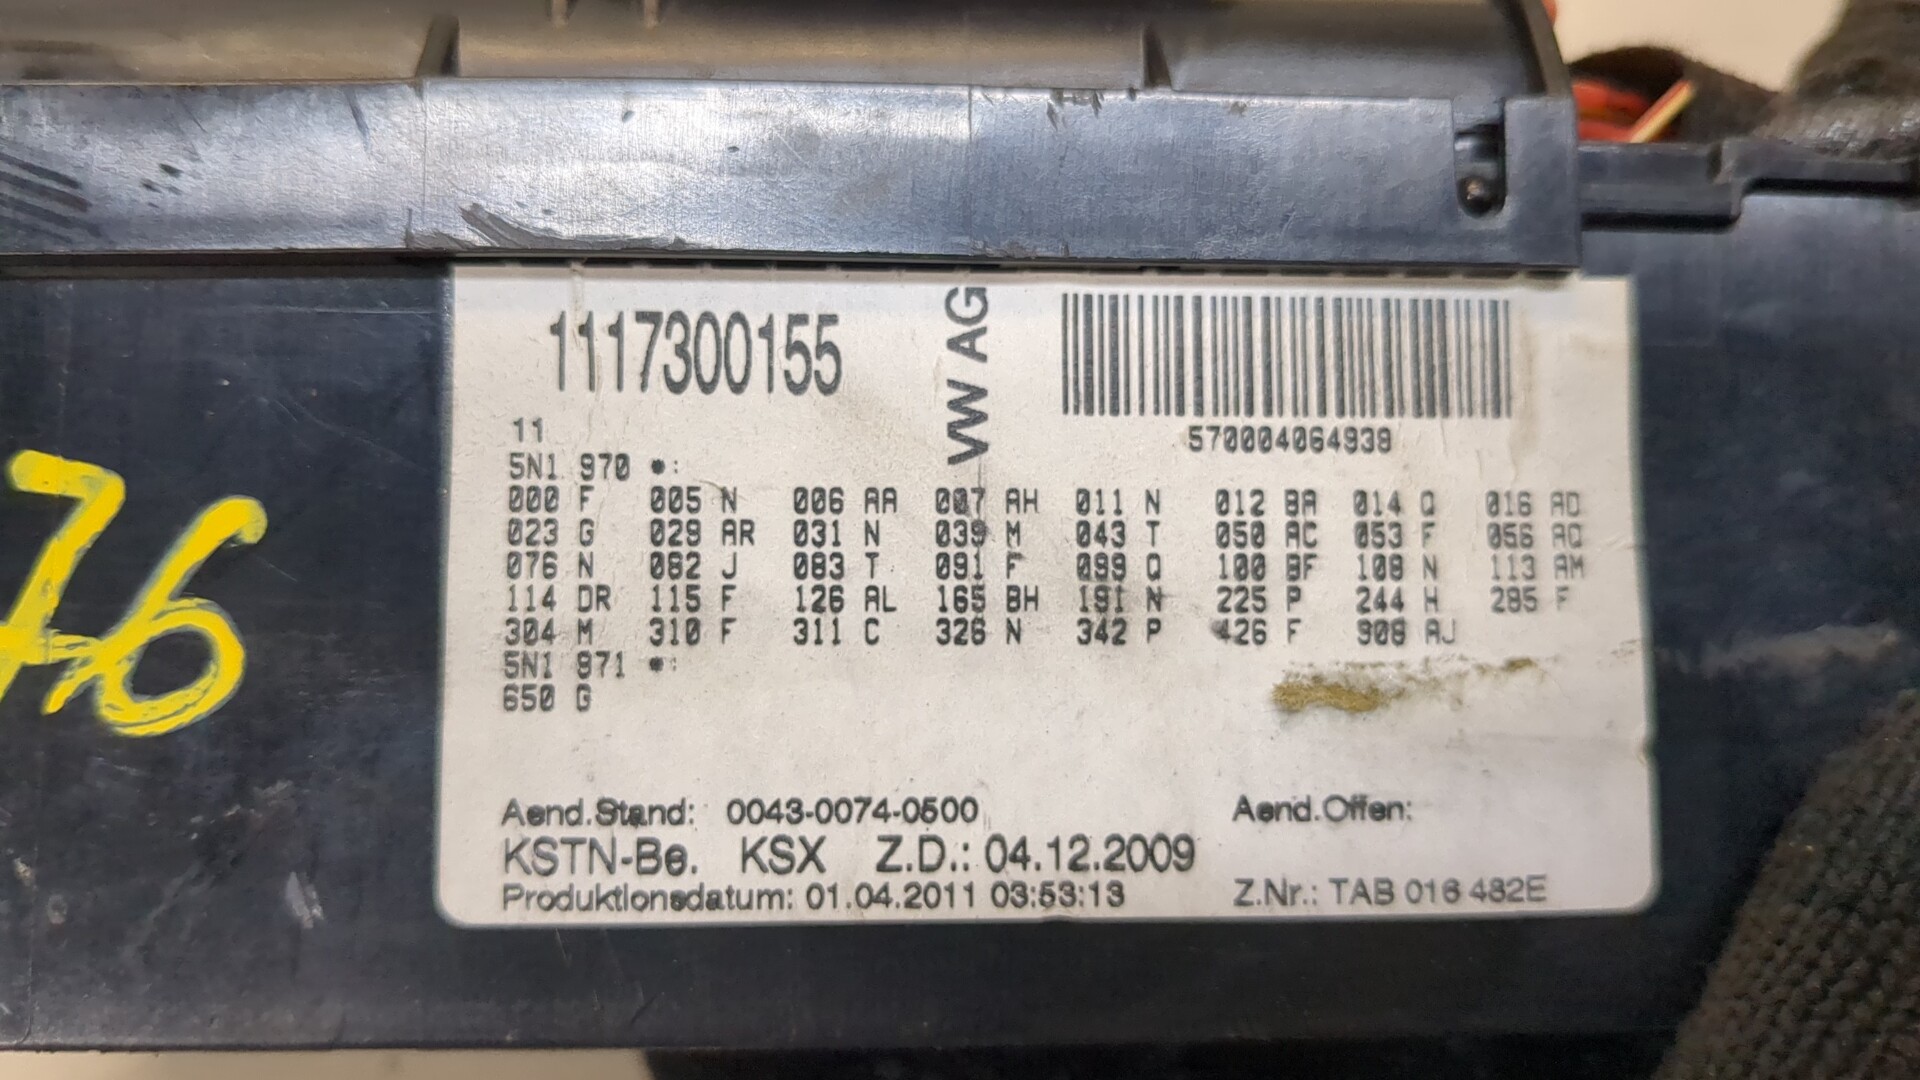 1117300155
VW AG
570004064939
11
5N1 970 *:
000 F 005 N 006 AA 007 AH 011 N 012 BA 014 Q 016 AD
023 G 029 AR 031 N 039 M 043 T 050 AC 053 F 056 AQ
076 N 082 J 083 T 091 F 099 Q 100 BF 108 N 113 AM
114 DR 115 F 126 AL 165 BH 191 N 225 P 244 H 285 F
304 M 310 F 311 C 326 N 342 P 426 F 908 AJ
5N1 971 *:
650 G
Aend.Stand: 0043-0074-0500 Aend.Offen:
KSTN-Be. KSX Z.D.: 04.12.2009
Produktionsdatum: 01.04.2011 03:53:13 Z.Nr.: TAB 016 482E
76